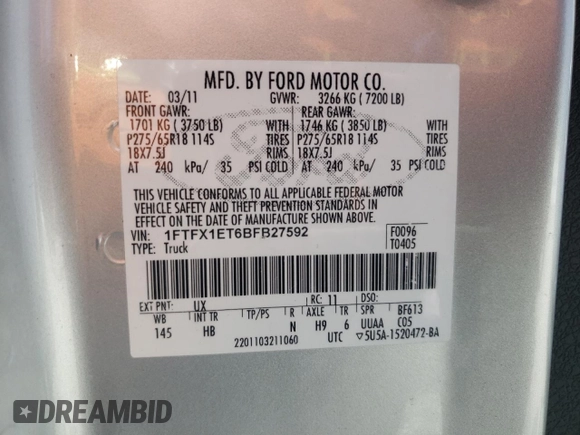 MFD. BY FORD MOTOR CO.
DATE: 03/11 GVWR: 3266 KG ( 7200 LB)
FRONT GAWR: REAR GAWR:
1701 KG ( 3750 LB) WITH 1746 KG ( 3850 LB) WITH
P275/65R18 114S TIRES P275/65R18 114S TIRES
18X7.5J RIMS 18X7.5J RIMS
AT 240 kPa/ 35 PSI COLD AT 240 kPa/ 35 PSI COLD
THIS VEHICLE CONFORMS TO ALL APPLICABLE FEDERAL MOTOR
VEHICLE SAFETY AND THEFT PREVENTION STANDARDS IN
EFFECT ON THE DATE OF MANUFACTURE SHOWN ABOVE.
VIN: 1FTFX1ET6BFB27592 F0096
TYPE: Truck T0405
EXT PNT: UX RC: 11 DSO:
WB INT TR TP/PS R AXLE TR SPR BF613
145 HB N H9 6 UUAA C05
2201103211060 UTC ▽5U5A-1520472-BA
Ford
DREAMBID